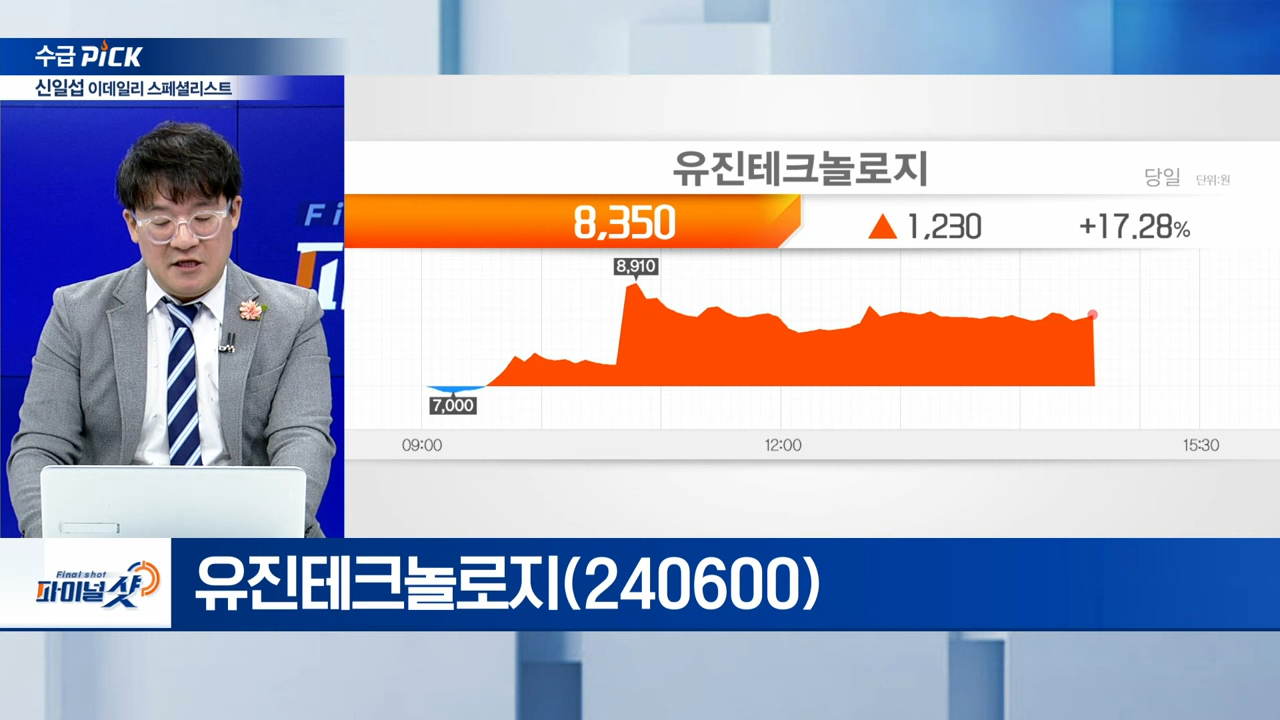 수급 PiCK
신일섭 이데일리 스페셜리스트
Fi
유진테크놀로지
당일 단위:원
8,350 ▲ 1,230 +17.28%
8,910
7,000
09:00 12:00 15:30
Final shot
파이널샷
유진테크놀로지(240600)